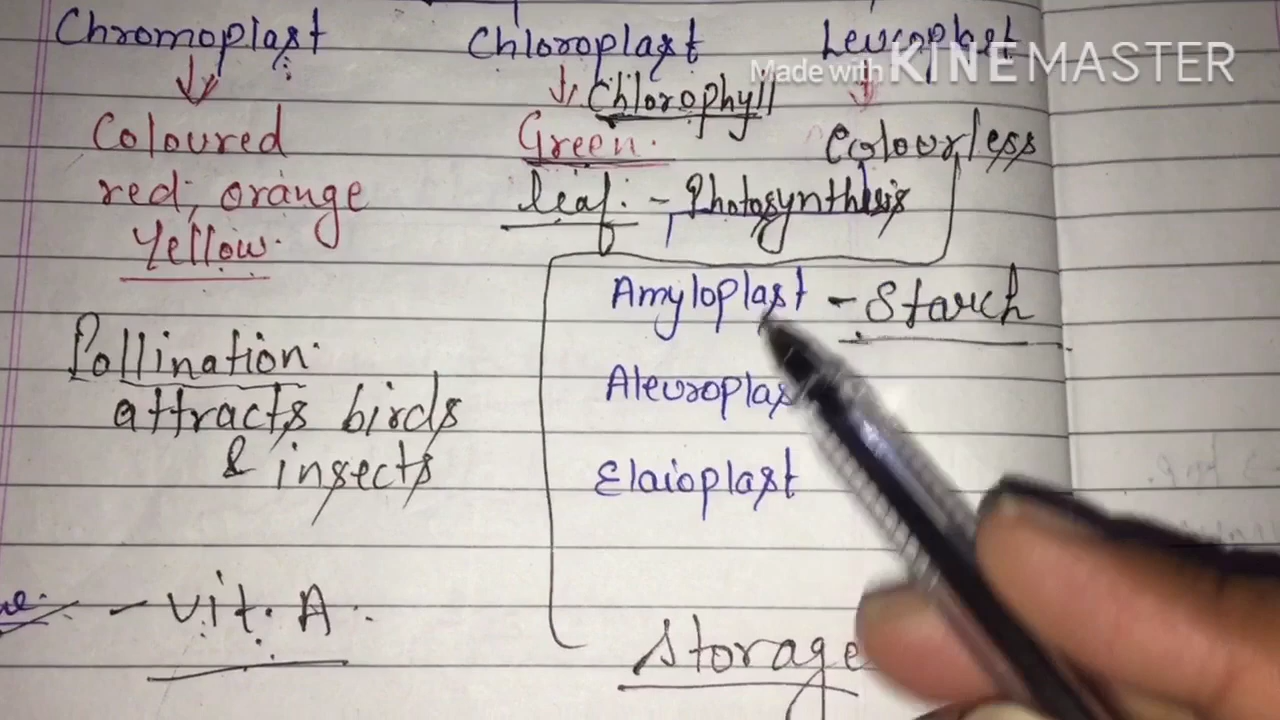 Chromoplast Chloroplast Leucoplast
Made with KINEMASTER
Chlorophyll
Coloured Green. Colourless
red, orange leaf. - Photosynthesis
Yellow.
Amyloplast - Starch
Pollination.
attracts birds Aleuroplast
& insects Elaioplast
- Vit. A.
Storage